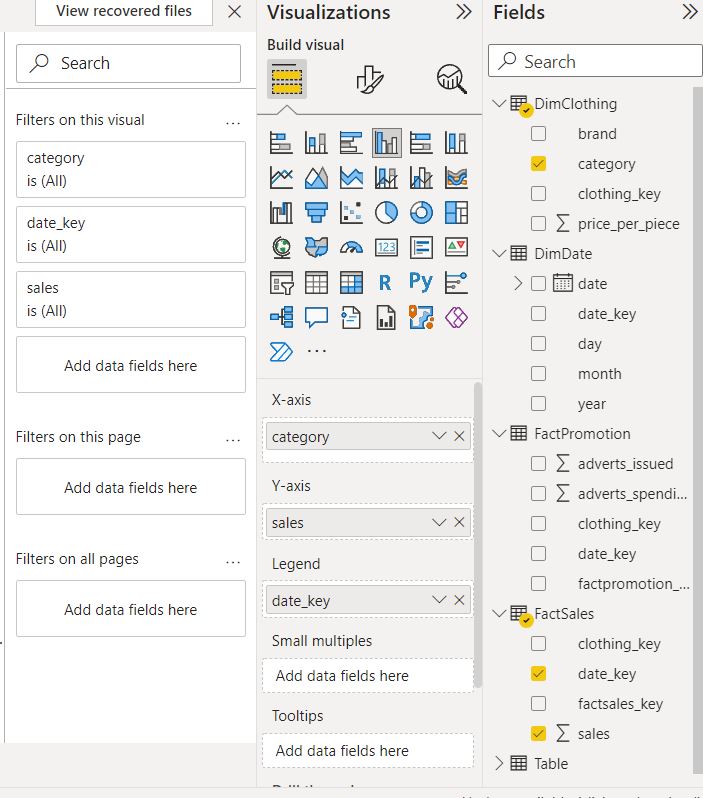 View recovered files
Search
Filters on this visual
category
is (All)
date_key
is (All)
sales
is (All)
Add data fields here
Filters on this page
Add data fields here
Filters on all pages
Add data fields here
Visualizations
Build visual
123
R
Py
X-axis
category
Y-axis
sales
Legend
date_key
Small multiples
Add data fields here
Tooltips
Add data fields here
Fields
Search
DimClothing
brand
category
clothing_key
price_per_piece
DimDate
date
date_key
day
month
year
FactPromotion
adverts_issued
adverts_spendi...
clothing_key
date_key
factpromotion_...
FactSales
clothing_key
date_key
factsales_key
sales
Table